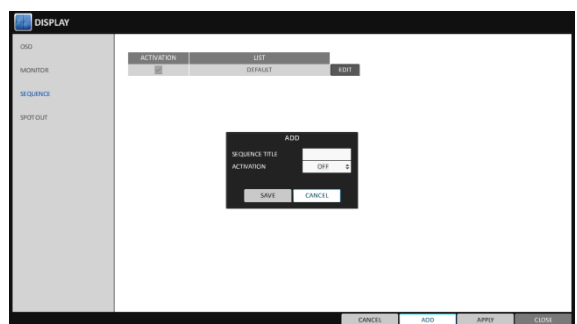 DISPLAY
OSD
MONITOR
SEQUENCE
SPOT OUT
ACTIVATION LIST
DEFAULT EDIT
ADD
SEQUENCE TITLE
ACTIVATION OFF
SAVE CANCEL
CANCEL ADD APPLY CLOSE